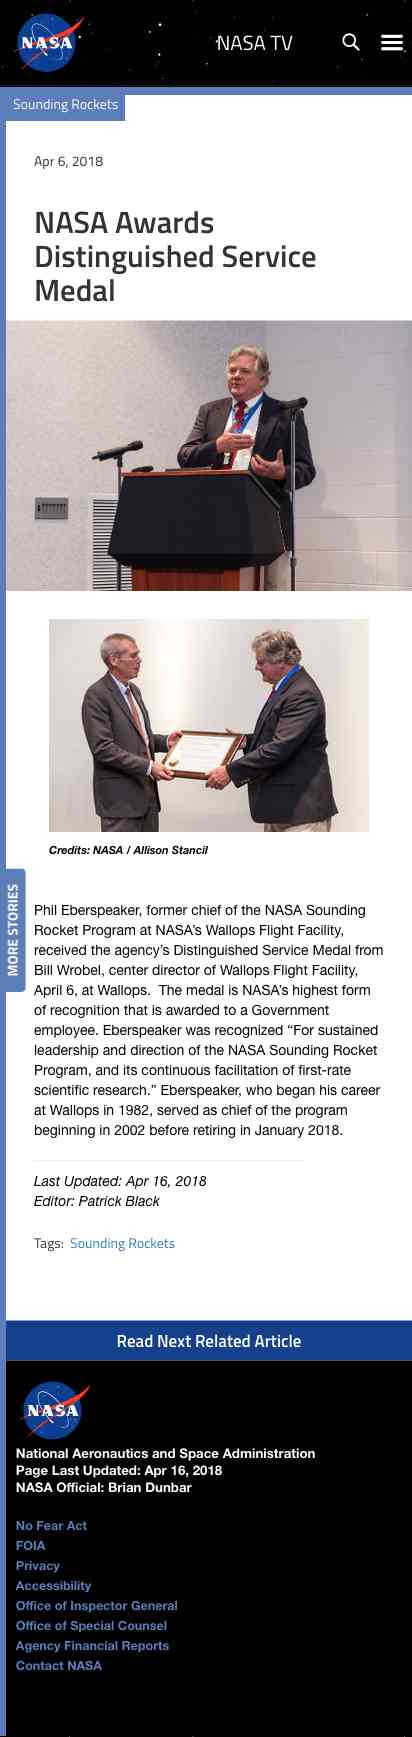 NASA
NASA TV
Sounding Rockets
Apr 6, 2018
NASA Awards
Distinguished Service
Medal
Credits: NASA / Allison Stancil
MORE STORIES
Phil Eberspeaker, former chief of the NASA Sounding
Rocket Program at NASA’s Wallops Flight Facility,
received the agency’s Distinguished Service Medal from
Bill Wrobel, center director of Wallops Flight Facility,
April 6, at Wallops.  The medal is NASA’s highest form
of recognition that is awarded to a Government
employee. Eberspeaker was recognized “For sustained
leadership and direction of the NASA Sounding Rocket
Program, and its continuous facilitation of first-rate
scientific research.” Eberspeaker, who began his career
at Wallops in 1982, served as chief of the program
beginning in 2002 before retiring in January 2018.
Last Updated: Apr 16, 2018
Editor: Patrick Black
Tags:  Sounding Rockets
Read Next Related Article
NASA
National Aeronautics and Space Administration
Page Last Updated: Apr 16, 2018
NASA Official: Brian Dunbar
No Fear Act
FOIA
Privacy
Accessibility
Office of Inspector General
Office of Special Counsel
Agency Financial Reports
Contact NASA